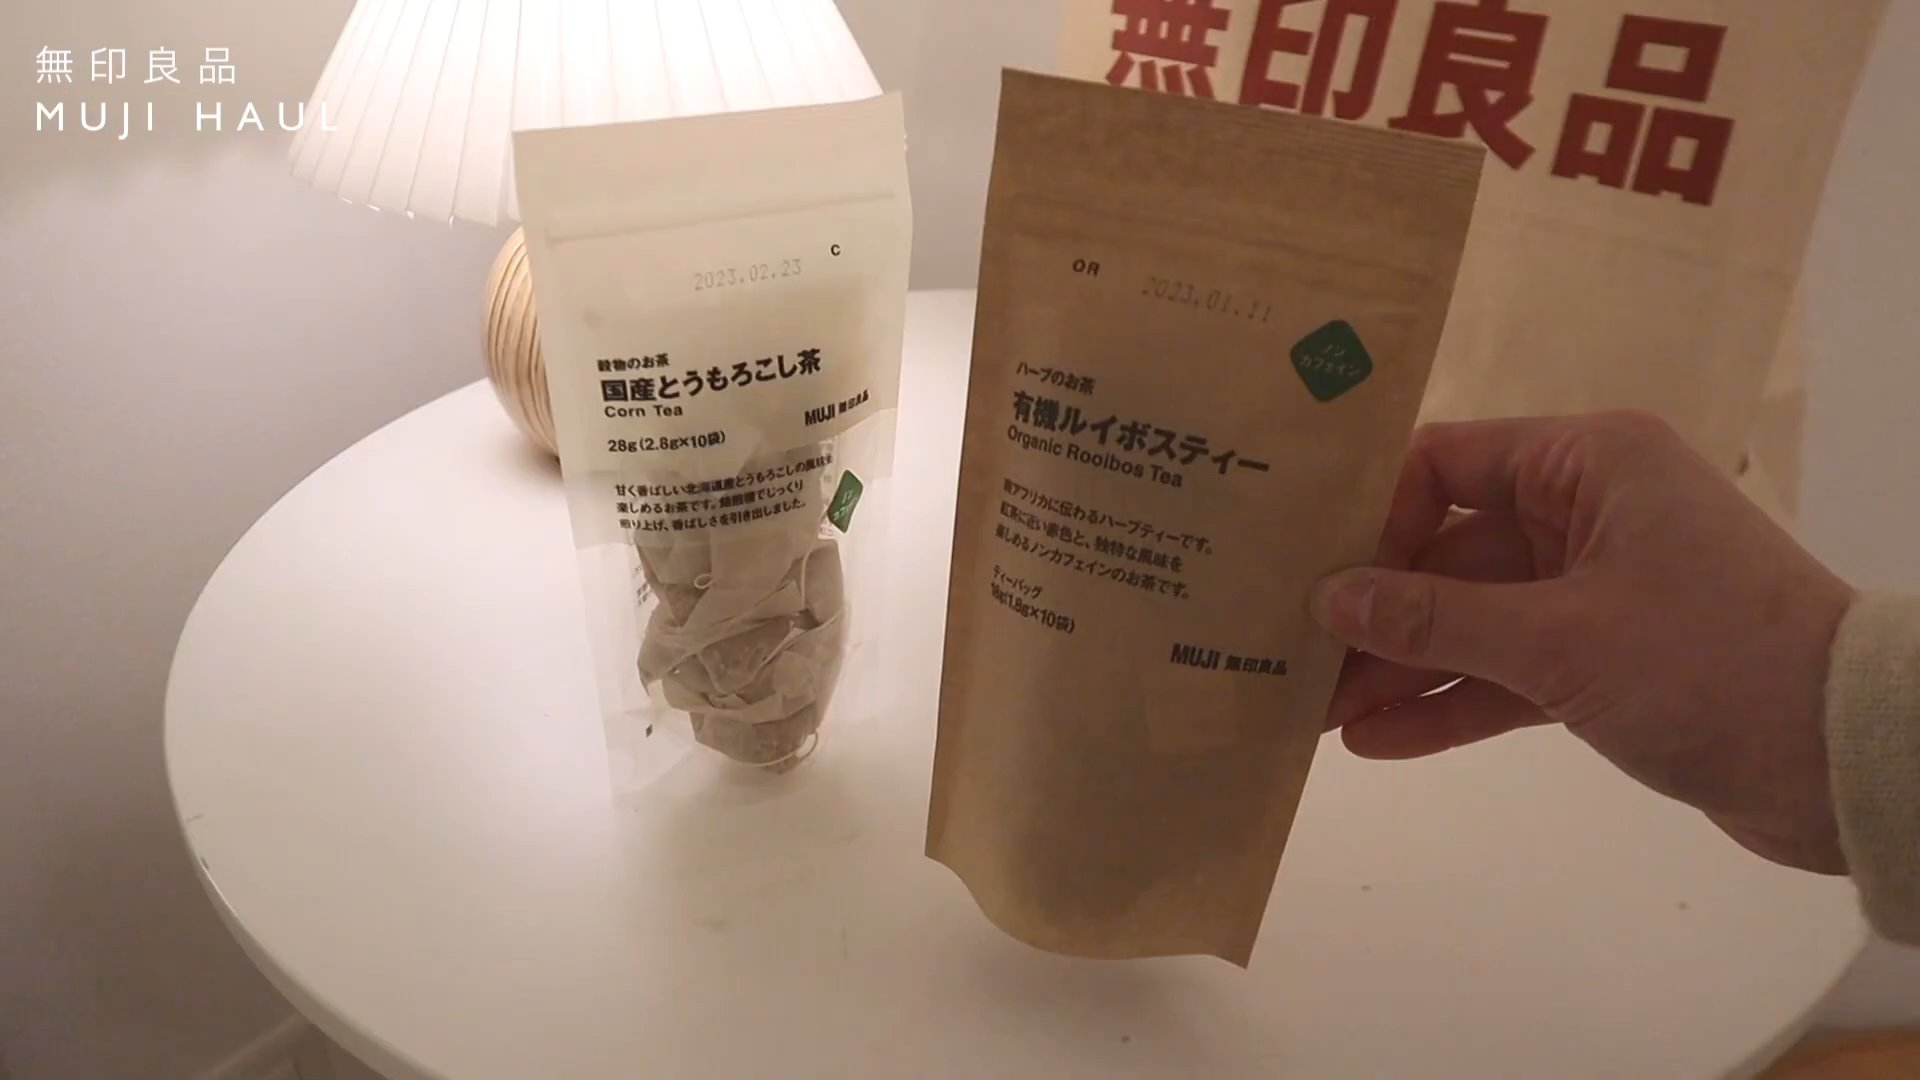 無印良品
MUJI HAUL
無印良品
C
2023.02.23
穀物のお茶
国産とうもろこし茶
Corn Tea
MUJI 無印良品
28g(2.8g×10袋)
甘く香ばしい北海道産とうもろこしの風味を
楽しめるお茶です。焙煎機でじっくり
煎り上げ、香ばしさを引き出しました。
OR
2023.01.11
ノン
カフェイン
ハーブのお茶
有機ルイボスティー
Organic Rooibos Tea
南アフリカに伝わるハーブティーです。
紅茶に近い赤色と、独特な風味を
楽しめるノンカフェインのお茶です。
ティーバッグ
18g(1.8g×10袋)
MUJI 無印良品